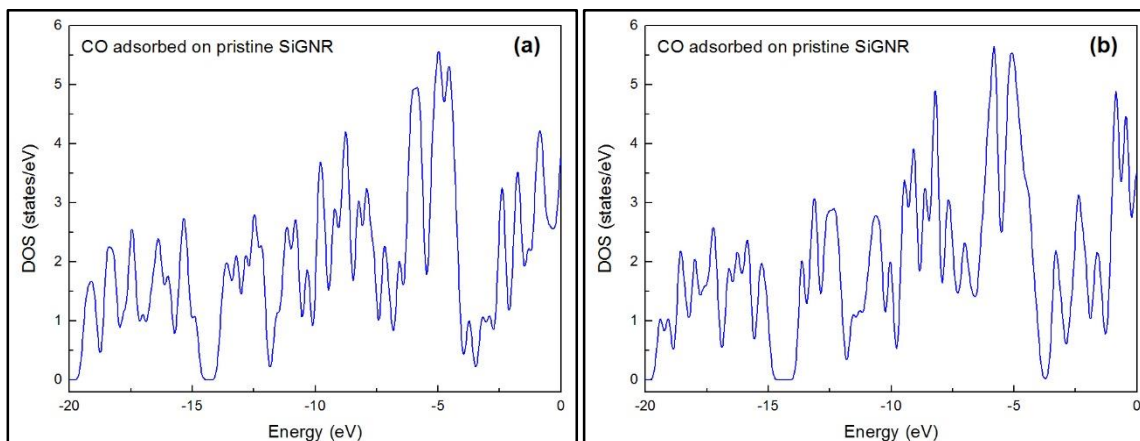 CO adsorbed on pristine SiGNR (a)
6
5
4
3
2
1
0
DOS (states/eV)
-20 -15 -10 -5 0
Energy (eV)
CO adsorbed on pristine SiGNR (b)
6
5
4
3
2
1
0
DOS (states/eV)
-20 -15 -10 -5 0
Energy (eV)